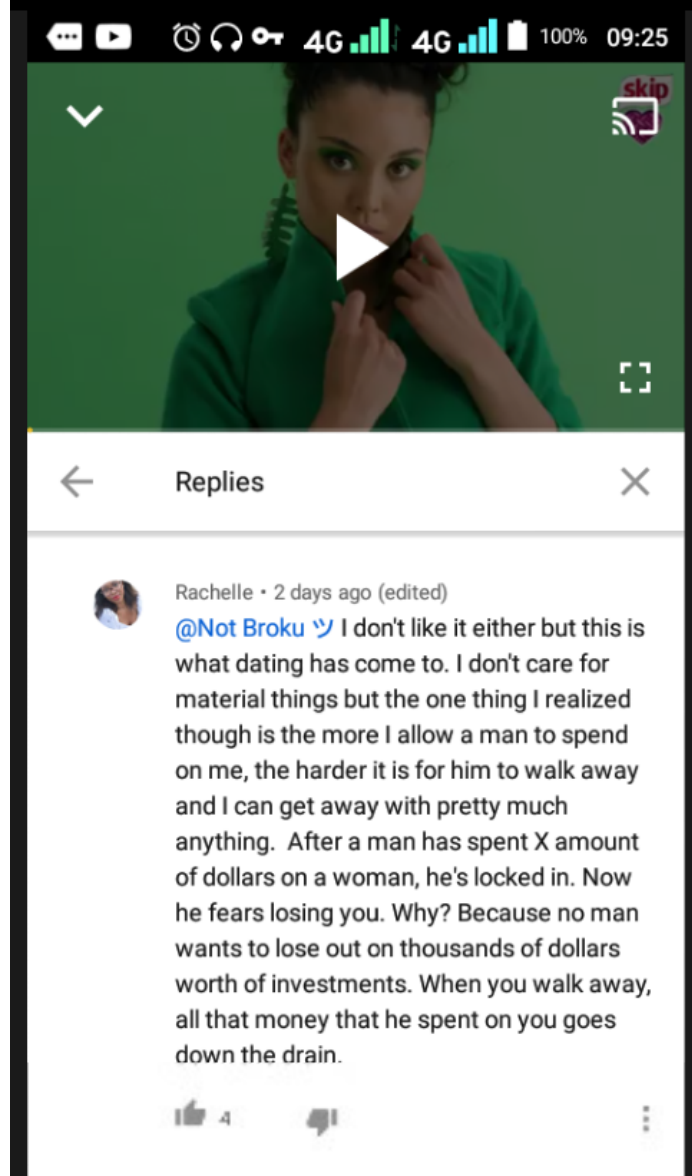 4G 4G 100% 09:25
skip
Replies
Rachelle • 2 days ago (edited)
@Not Broku ツ I don't like it either but this is
what dating has come to. I don't care for
material things but the one thing I realized
though is the more I allow a man to spend
on me, the harder it is for him to walk away
and I can get away with pretty much
anything.  After a man has spent X amount
of dollars on a woman, he's locked in. Now
he fears losing you. Why? Because no man
wants to lose out on thousands of dollars
worth of investments. When you walk away,
all that money that he spent on you goes
down the drain.
4